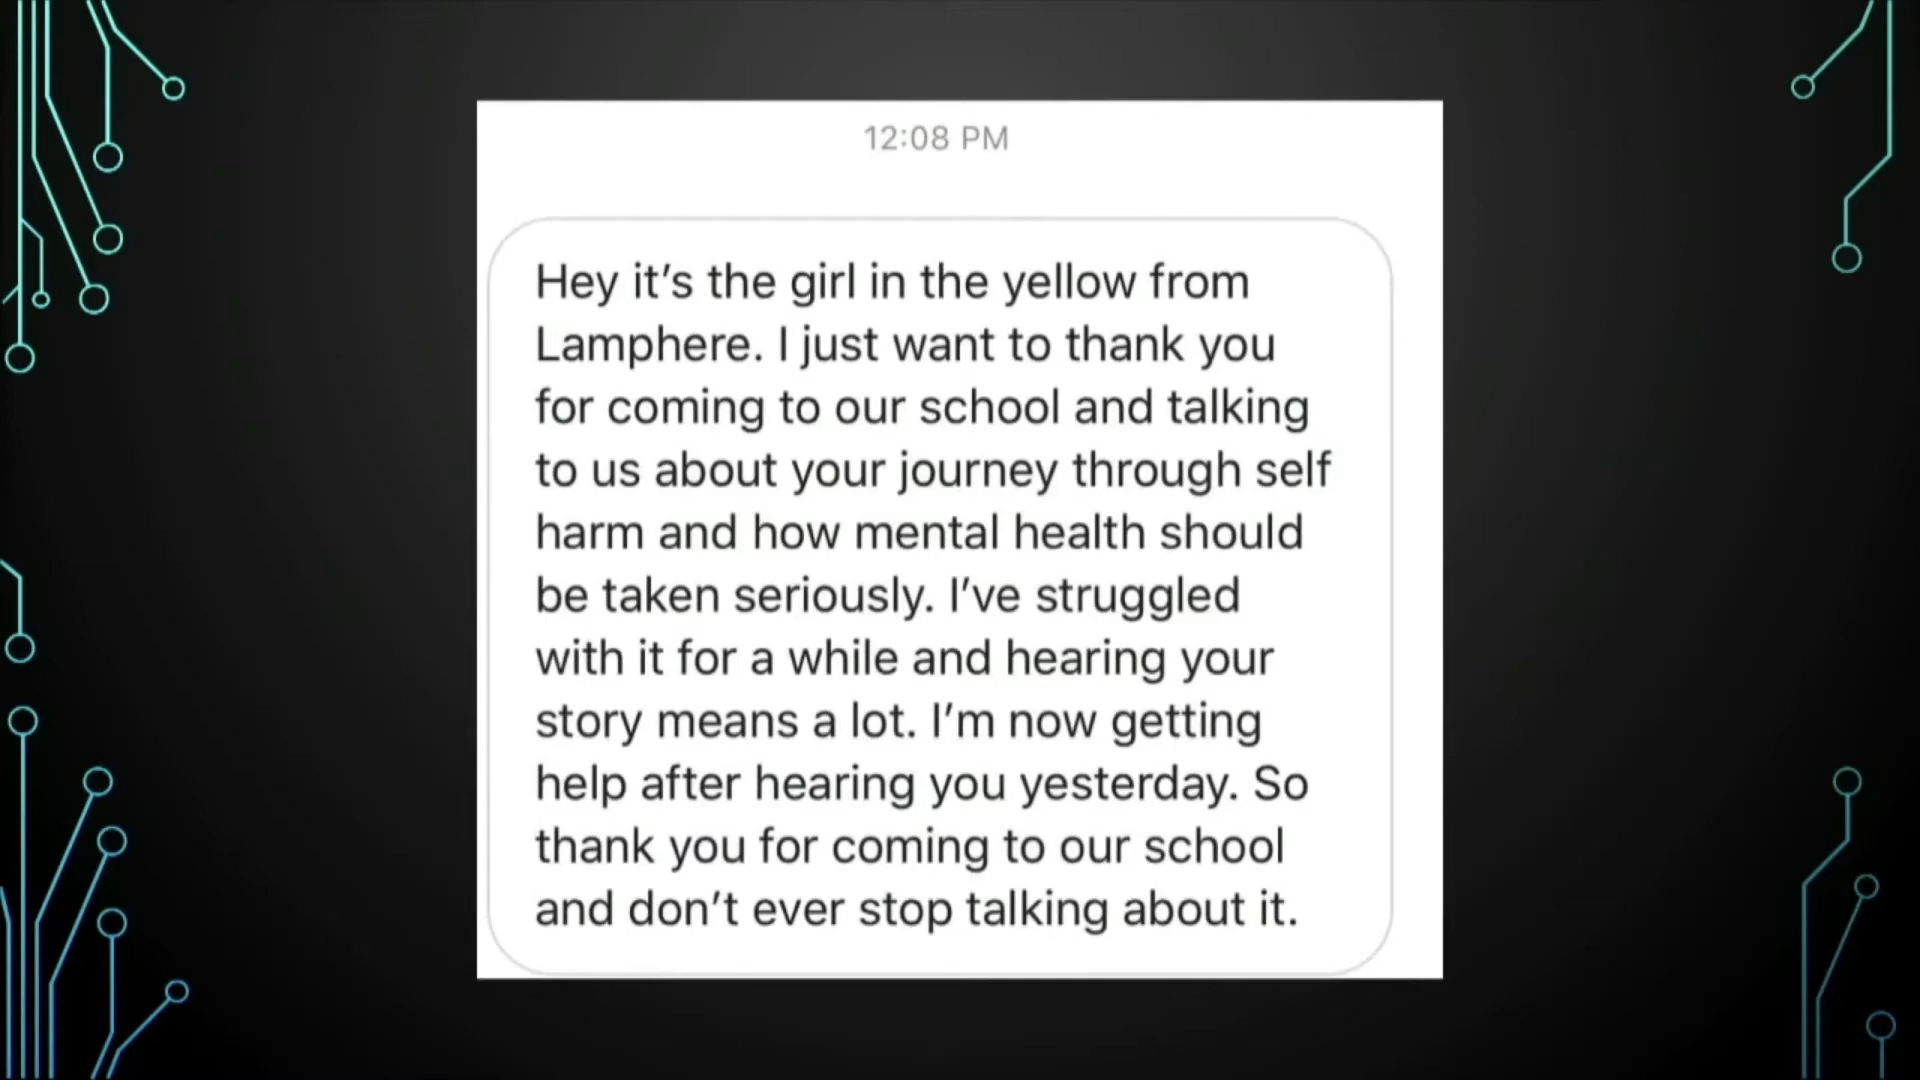 12:08 PM
Hey it’s the girl in the yellow from
Lamphere. I just want to thank you
for coming to our school and talking
to us about your journey through self
harm and how mental health should
be taken seriously. I’ve struggled
with it for a while and hearing your
story means a lot. I’m now getting
help after hearing you yesterday. So
thank you for coming to our school
and don’t ever stop talking about it.